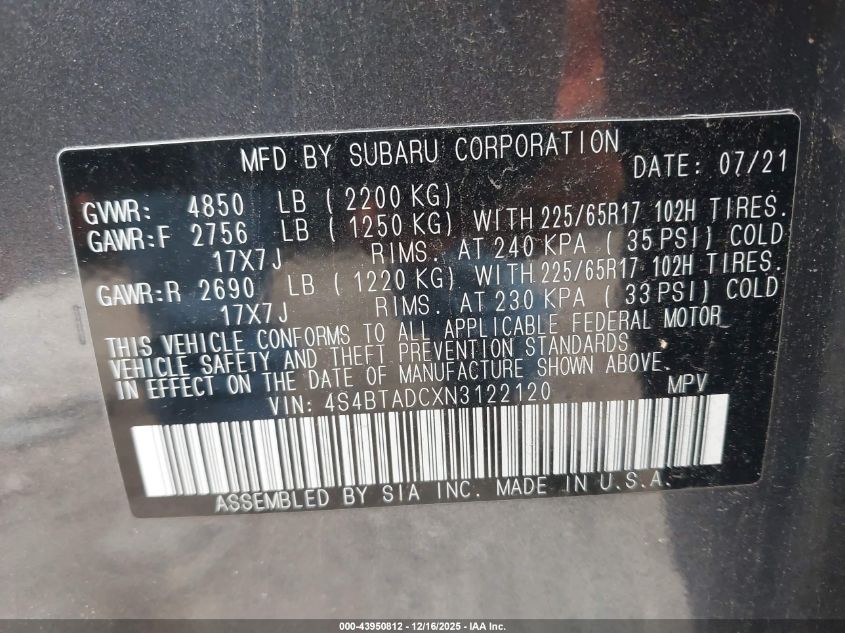 MFD BY SUBARU CORPORATION DATE: 07/21
GVWR: 4850 LB ( 2200 KG)
GAWR:F 2756 LB ( 1250 KG) WITH 225/65R17 102H TIRES.
17X7J RIMS. AT 240 KPA ( 35 PSI) COLD
GAWR:R 2690 LB ( 1220 KG) WITH 225/65R17 102H TIRES.
17X7J RIMS. AT 230 KPA ( 33 PSI) COLD
THIS VEHICLE CONFORMS TO ALL APPLICABLE FEDERAL MOTOR
VEHICLE SAFETY AND THEFT PREVENTION STANDARDS
IN EFFECT ON THE DATE OF MANUFACTURE SHOWN ABOVE.
VIN: 4S4BTADCXN3122120 MPV
ASSEMBLED BY SIA INC. MADE IN U.S.A.
000-43950812 - 12/16/2025 - IAA Inc.